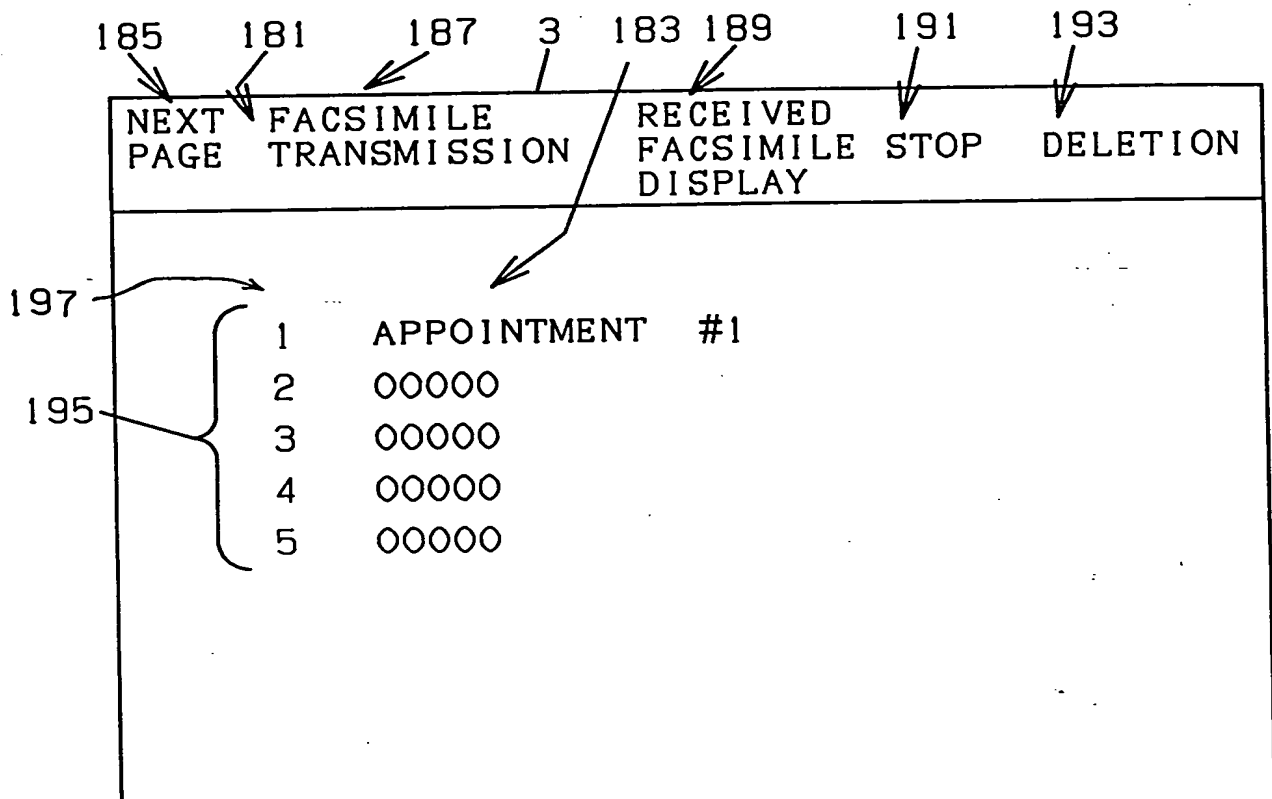 185 181 187 3 183 189 191 193
NEXT PAGE
FACSIMILE TRANSMISSION
RECEIVED FACSIMILE DISPLAY
STOP
DELETION
197
195
1 APPOINTMENT #1
2 OOOOO
3 OOOOO
4 OOOOO
5 OOOOO